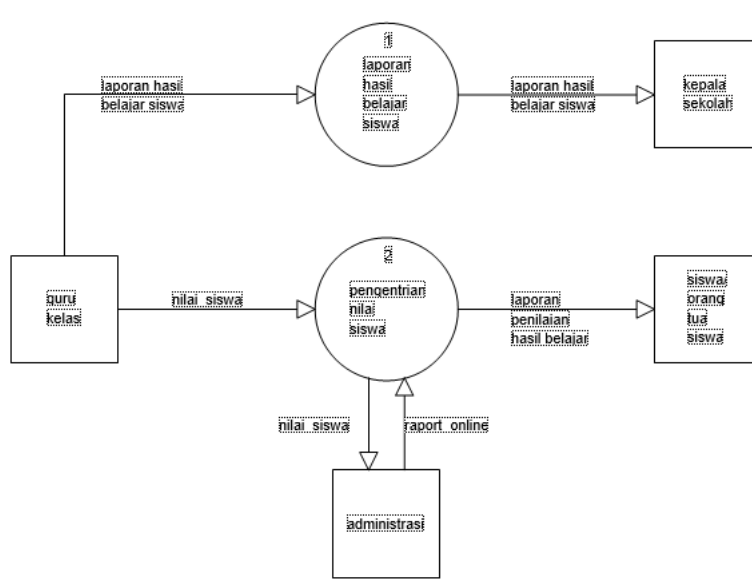 1
laporan
hasil
belajar
siswa
laporan hasil
belajar siswa
laporan hasil
belajar siswa
kepala
sekolah
guru
kelas
nilai siswa
2
pengentrian
nilai
siswa
laporan
penilaian
hasil belajar
siswa/
orang
tua
siswa
nilai siswa
raport online
administrasi